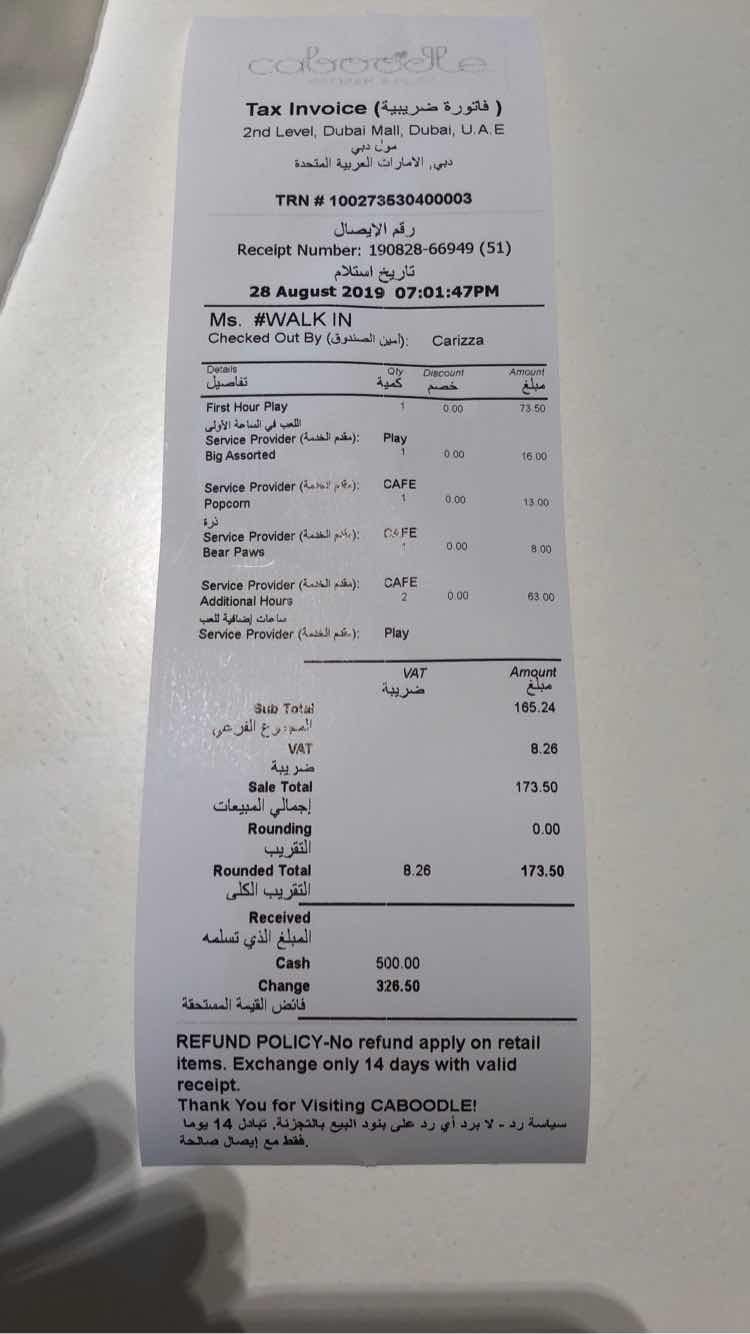 caboodle
Tax Invoice (فاتورة ضريبية )
2nd Level, Dubai Mall, Dubai, U.A.E
مول دبي
دبي, الامارات العربية المتحدة
TRN # 100273530400003
رقم الإيصال
Receipt Number: 190828-66949 (51)
تاريخ استلام
28 August 2019 07:01:47PM
Ms. #WALK IN
Checked Out By (أمين الصندوق): Carizza
Details Qty Discount Amount
تفاصيل كمية خصم مبلغ
First Hour Play 1 0.00 73.50
اللعب في الساعة الأولى
Service Provider (مقدم الخدمة): Play
Big Assorted 1 0.00 16.00
Service Provider (مقدم الخدمة): CAFE
Popcorn 1 0.00 13.00
ذرة
Service Provider (مقدم الخدمة): CAFE
Bear Paws 1 0.00 8.00
Service Provider (مقدم الخدمة): CAFE
Additional Hours 2 0.00 63.00
ساعات إضافية للعب
Service Provider (مقدم الخدمة): Play
VAT Amount
ضريبة مبلغ
Sub Total 165.24
المجموع الفرعي
VAT 8.26
ضريبة
Sale Total 173.50
إجمالي المبيعات
Rounding 0.00
التقريب
Rounded Total 8.26 173.50
التقريب الكلى
Received
المبلغ الذي تسلمه
Cash 500.00
Change 326.50
فائض القيمة المستحقة
REFUND POLICY-No refund apply on retail
items. Exchange only 14 days with valid
receipt.
Thank You for Visiting CABOODLE!
سياسة رد - لا يرد أي رد على بنود البيع بالتجزئة. تبادل 14 يوما
فقط مع إيصال صالحة.